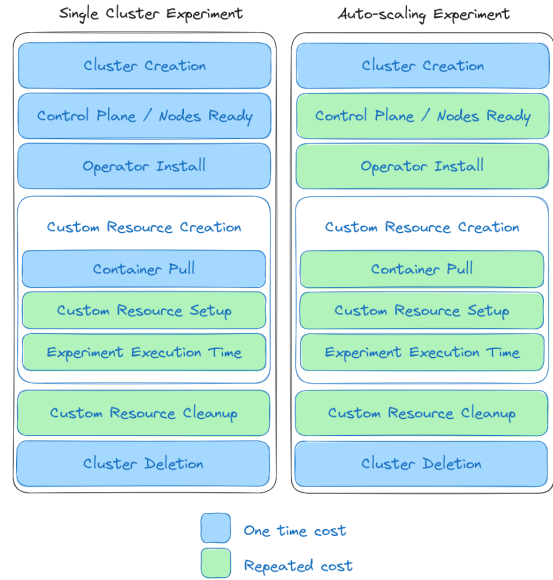 Single Cluster Experiment
Cluster Creation
Control Plane / Nodes Ready
Operator Install
Custom Resource Creation
Container Pull
Custom Resource Setup
Experiment Execution Time
Custom Resource Cleanup
Cluster Deletion
Auto-scaling Experiment
Cluster Creation
Control Plane / Nodes Ready
Operator Install
Custom Resource Creation
Container Pull
Custom Resource Setup
Experiment Execution Time
Custom Resource Cleanup
Cluster Deletion
One time cost
Repeated cost